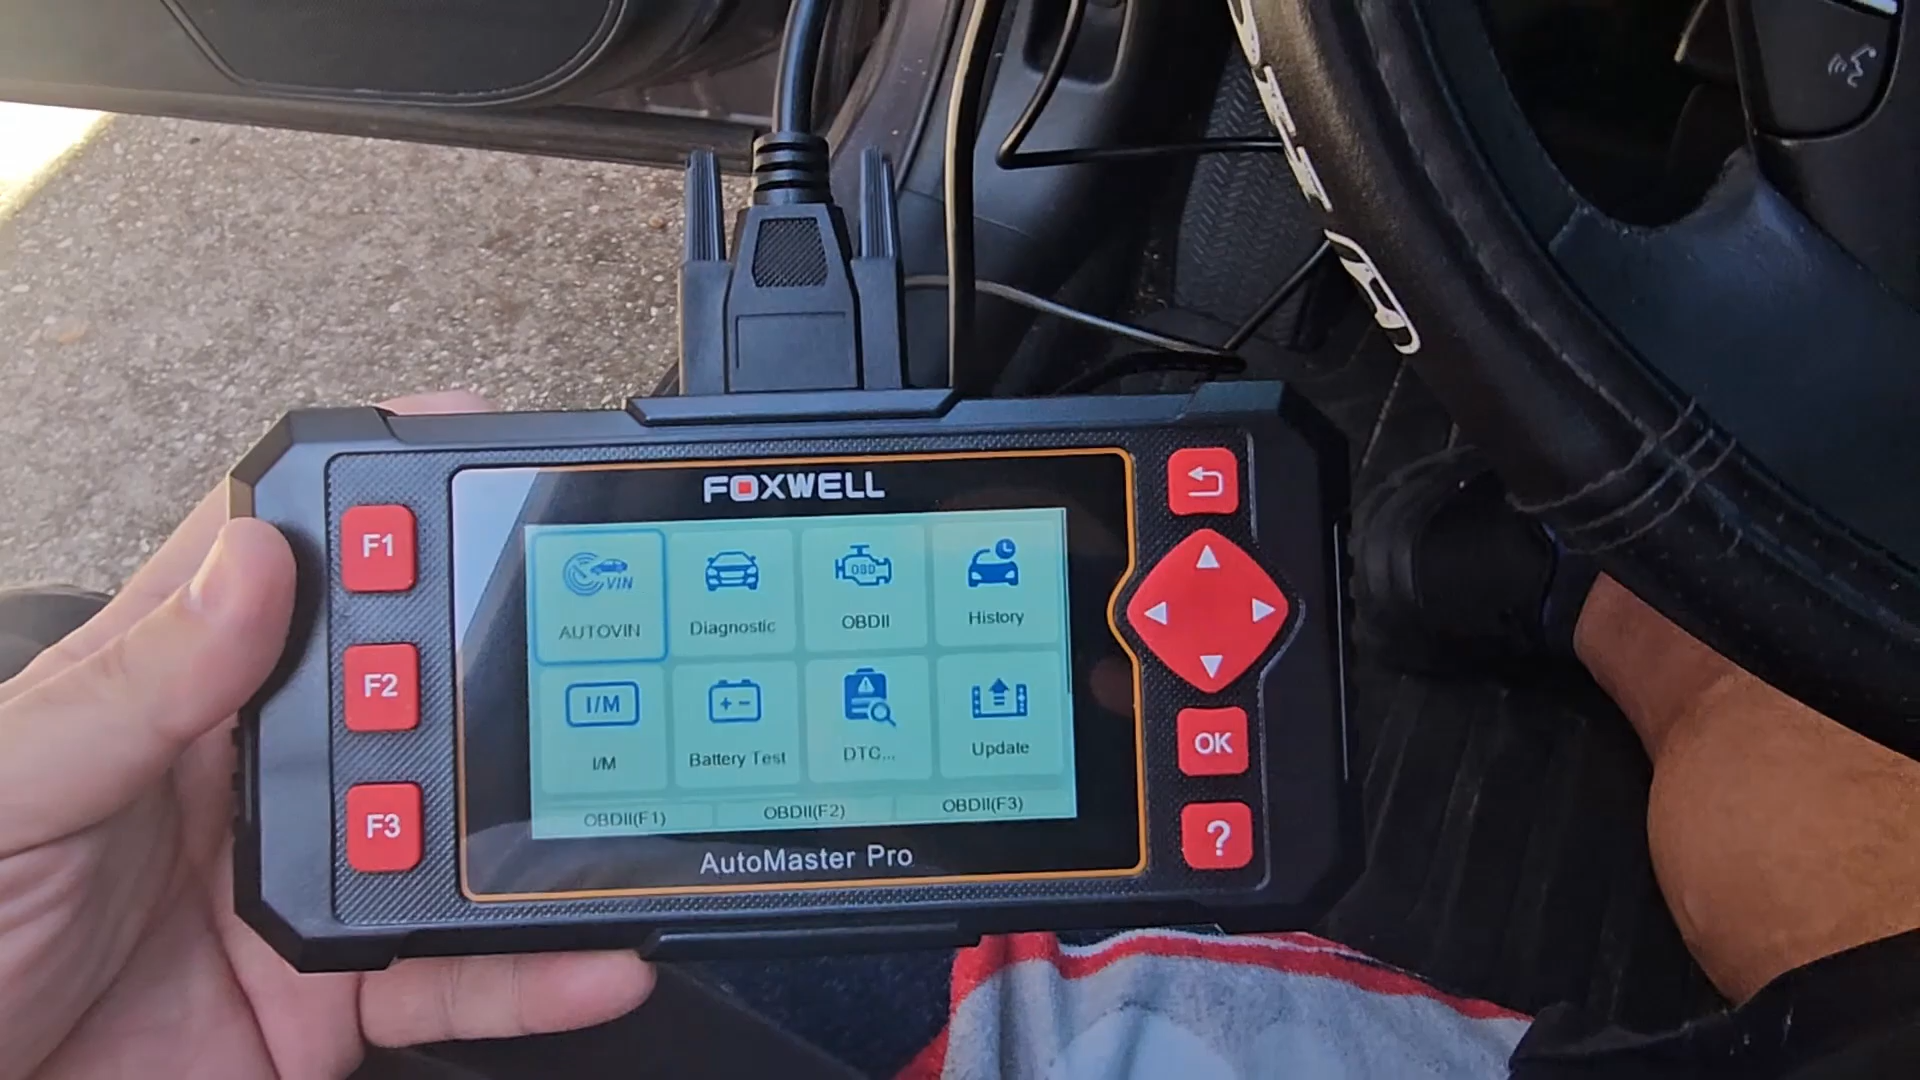 FOXWELL
F1
F2
F3
VIN
AUTOVIN
Diagnostic
OBD
OBDII
History
I/M
I/M
Battery Test
DTC...
Update
OBDII(F1)
OBDII(F2)
OBDII(F3)
AutoMaster Pro
OK
?